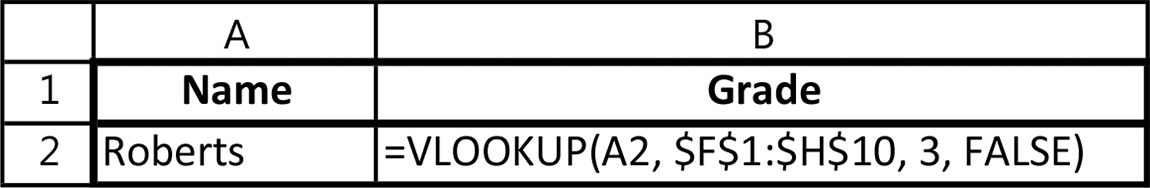 A B
1 Name Grade
2 Roberts =VLOOKUP(A2, $F$1:$H$10, 3, FALSE)